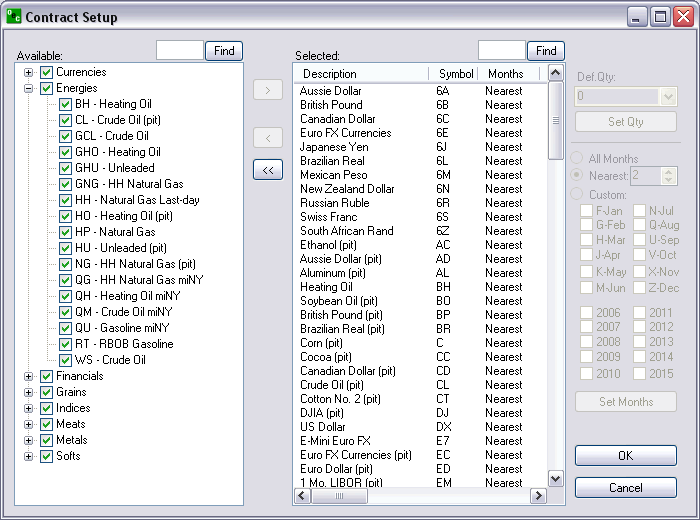 Contract Setup
Available:
Find
Currencies
Energies
BH - Heating Oil
CL - Crude Oil (pit)
GCL - Crude Oil
GHO - Heating Oil
GHU - Unleaded
GNG - HH Natural Gas
HH - Natural Gas Last-day
HO - Heating Oil (pit)
HP - Natural Gas
HU - Unleaded (pit)
NG - HH Natural Gas (pit)
QG - HH Natural Gas miNY
QH - Heating Oil miNY
QM - Crude Oil miNY
QU - Gasoline miNY
RT - RBOB Gasoline
WS - Crude Oil
Financials
Grains
Indices
Meats
Metals
Softs
>
<
<<
Selected:
Find
Description Symbol Months
Aussie Dollar 6A Nearest
British Pound 6B Nearest
Canadian Dollar 6C Nearest
Euro FX Currencies 6E Nearest
Japanese Yen 6J Nearest
Brazilian Real 6L Nearest
Mexican Peso 6M Nearest
New Zealand Dollar 6N Nearest
Russian Ruble 6R Nearest
Swiss Franc 6S Nearest
South African Rand 6Z Nearest
Ethanol (pit) AC Nearest
Aussie Dollar (pit) AD Nearest
Aluminum (pit) AL Nearest
Heating Oil BH Nearest
Soybean Oil (pit) BO Nearest
British Pound (pit) BP Nearest
Brazilian Real (pit) BR Nearest
Corn (pit) C Nearest
Cocoa (pit) CC Nearest
Canadian Dollar (pit) CD Nearest
Crude Oil (pit) CL Nearest
Cotton No. 2 (pit) CT Nearest
DJIA (pit) DJ Nearest
US Dollar DX Nearest
E-Mini Euro FX E7 Nearest
Euro FX Currencies (pit) EC Nearest
Euro Dollar (pit) ED Nearest
1 Mo. LIBOR (pit) EM Nearest
Def.Qty:
0
Set Qty
All Months
Nearest: 2
Custom:
F-Jan N-Jul
G-Feb Q-Aug
H-Mar U-Sep
J-Apr V-Oct
K-May X-Nov
M-Jun Z-Dec
2006 2011
2007 2012
2008 2013
2009 2014
2010 2015
Set Months
OK
Cancel